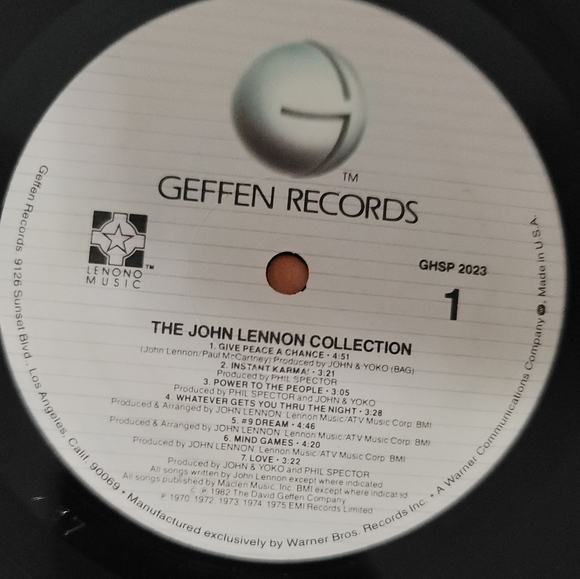 TM
GEFFEN RECORDS
LENONO TM
MUSIC
GHSP 2023
1
THE JOHN LENNON COLLECTION
1. GIVE PEACE A CHANCE • 4:51
(John Lennon/Paul McCartney) Produced by JOHN & YOKO (BAG)
2. INSTANT KARMA! • 3:21
Produced by PHIL SPECTOR
3. POWER TO THE PEOPLE • 3:05
Produced by PHIL SPECTOR and JOHN & YOKO
4. WHATEVER GETS YOU THRU THE NIGHT • 3:28
Produced & Arranged by JOHN LENNON. Lennon Music/ATV Music Corp. BMI
5. #9 DREAM • 4:46
Produced & Arranged by JOHN LENNON. Lennon Music/ATV Music Corp. BMI
6. MIND GAMES • 4:20
Produced by JOHN LENNON. Lennon Music/ATV Music Corp. BMI
7. LOVE • 3:22
Produced by JOHN & YOKO and PHIL SPECTOR
All songs written by John Lennon except where indicated
All songs published by Maclen Music, Inc. BMI except where indicated
© ℗ 1982 The David Geffen Company
℗ 1970 1972 1973 1974 1975 EMI Records Limited
Geffen Records 9126 Sunset Blvd., Los Angeles, Calif. 90069 • Manufactured exclusively by Warner Bros. Records Inc. • A Warner Communications Company. Made in U.S.A.